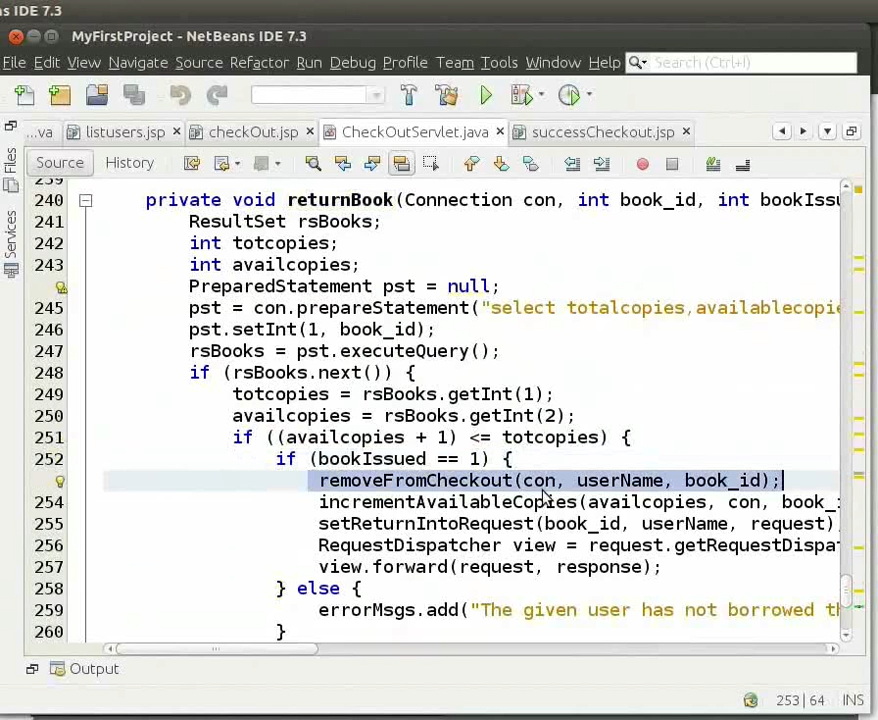 s IDE 7.3
MyFirstProject - NetBeans IDE 7.3
File Edit View Navigate Source Refactor Run Debug Profile Team Tools Window Help Search (Ctrl+I)
...va listusers.jsp checkOut.jsp CheckOutServlet.java successCheckout.jsp
Files
Services
Source History
239
240 private void returnBook(Connection con, int book_id, int bookIssu
241 ResultSet rsBooks;
242 int totcopies;
243 int availcopies;
PreparedStatement pst = null;
245 pst = con.prepareStatement("select totalcopies,availablecopie
246 pst.setInt(1, book_id);
247 rsBooks = pst.executeQuery();
248 if (rsBooks.next()) {
249 totcopies = rsBooks.getInt(1);
250 availcopies = rsBooks.getInt(2);
251 if ((availcopies + 1) <= totcopies) {
252 if (bookIssued == 1) {
removeFromCheckout(con, userName, book_id);
254 incrementAvailableCopies(availcopies, con, book_i
255 setReturnIntoRequest(book_id, userName, request)
256 RequestDispatcher view = request.getRequestDispat
257 view.forward(request, response);
258 } else {
259 errorMsgs.add("The given user has not borrowed th
260 }
Output
253|64 INS